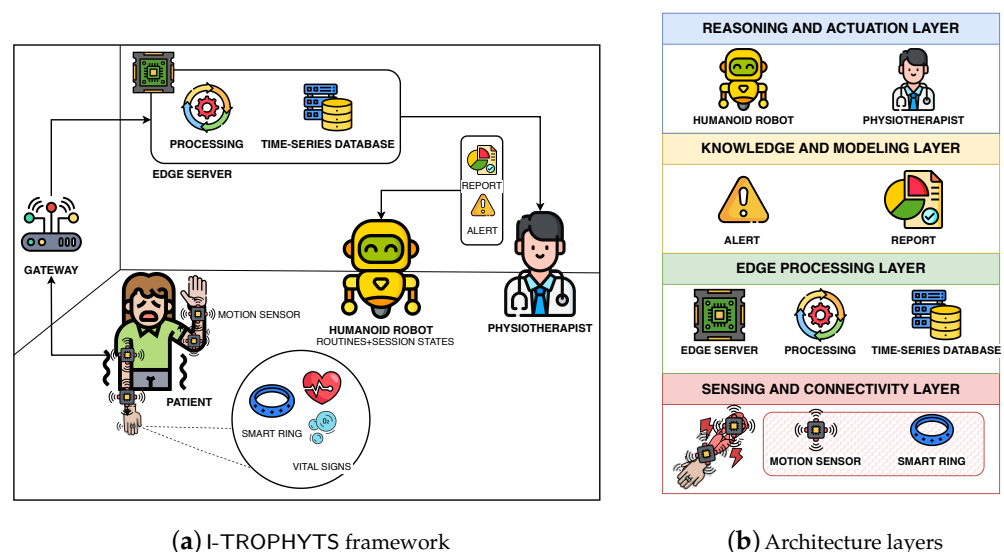 PROCESSING
TIME-SERIES DATABASE
EDGE SERVER
REPORT
ALERT
GATEWAY
MOTION SENSOR
HUMANOID ROBOT
ROUTINES+SESSION STATES
PHYSIOTHERAPIST
PATIENT
SMART RING
O2
VITAL SIGNS
(a) I-TROPHYTS framework
REASONING AND ACTUATION LAYER
HUMANOID ROBOT
PHYSIOTHERAPIST
KNOWLEDGE AND MODELING LAYER
ALERT
REPORT
EDGE PROCESSING LAYER
EDGE SERVER
PROCESSING
TIME-SERIES DATABASE
SENSING AND CONNECTIVITY LAYER
MOTION SENSOR
SMART RING
(b) Architecture layers